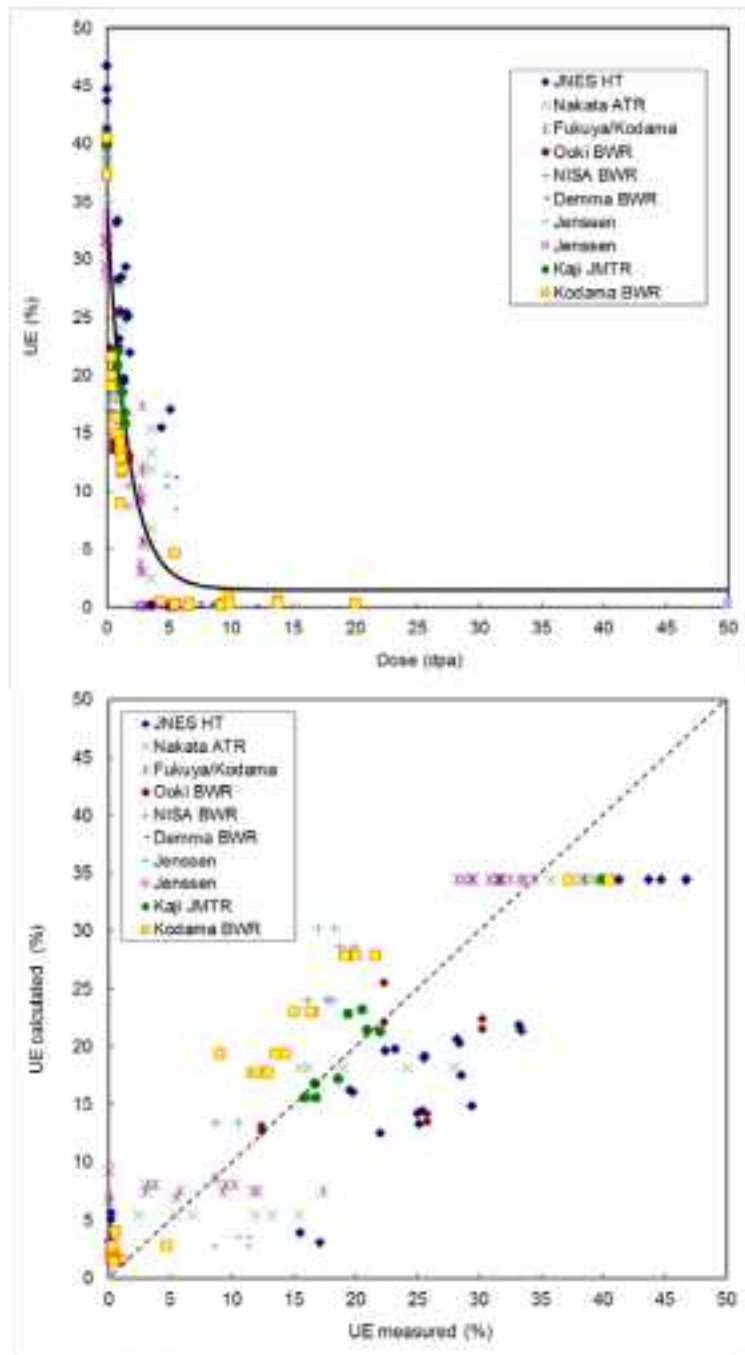 50
45
40
35
30
25
20
15
10
5
0
UE (%)
JNES HT
Nakata ATR
Fukuya/Kodama
Ooki BWR
NISA BWR
Demma BWR
Jenssen
Jenssen
Kaji JMTR
Kodama BWR
0 5 10 15 20 25 30 35 40 45 50
Dose (dpa)
50
45
40
35
30
25
20
15
10
5
0
UE calculated (%)
JNES HT
Nakata ATR
Fukuya/Kodama
Ooki BWR
NISA BWR
Demma BWR
Jenssen
Jenssen
Kaji JMTR
Kodama BWR
0 5 10 15 20 25 30 35 40 45 50
UE measured (%)